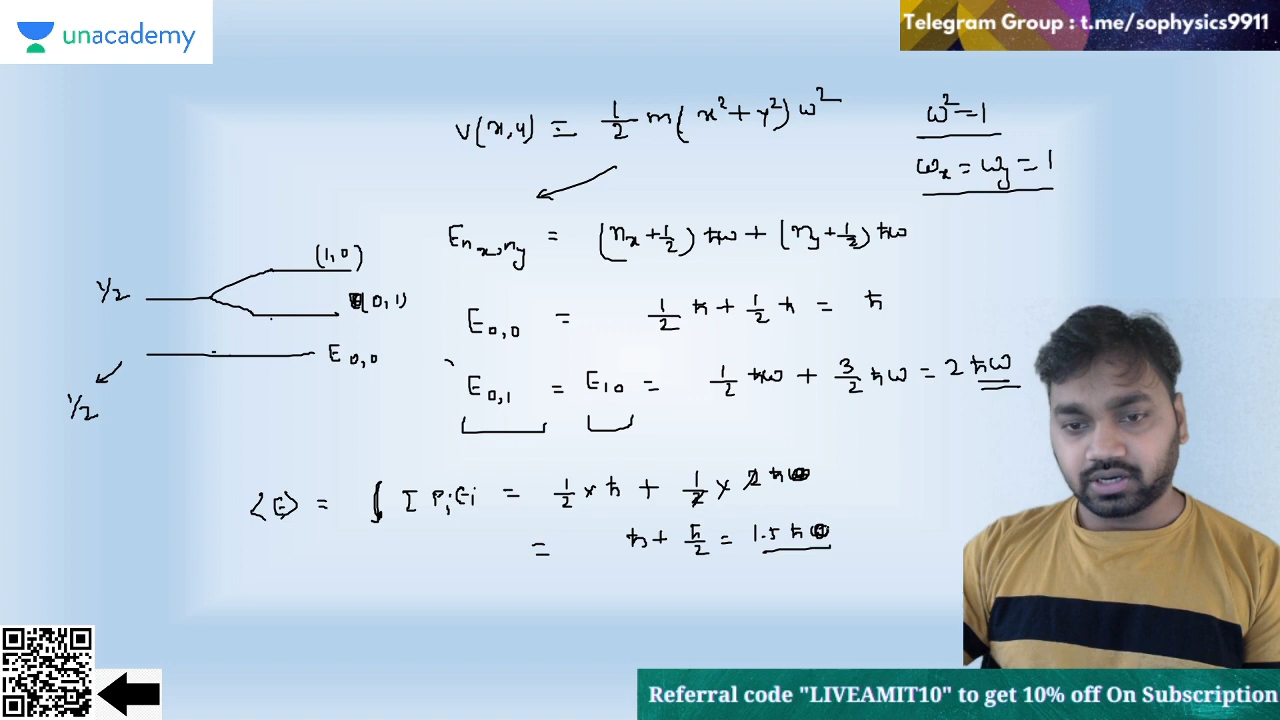 unacademy
Telegram Group : t.me/sophysics9911
V(x,y) = 1/2 m(x²+y²)ω²
ω²=1
ωx = ωy = 1
E nx,ny = (nx+1/2)ħω + (ny+1/2)ħω
(1,0)
1/2
(0,1)
E0,0
1/2
E0,0 = 1/2 ħ + 1/2 ħ = ħ
E0,1 = E10 = 1/2 ħω + 3/2 ħω = 2ħω
⟨E⟩ = Σ PiEi = 1/2 × ħ + 1/2 × 2ħ
= ħ + ħ/2 = 1.5 ħ
Referral code "LIVEAMIT10" to get 10% off On Subscription